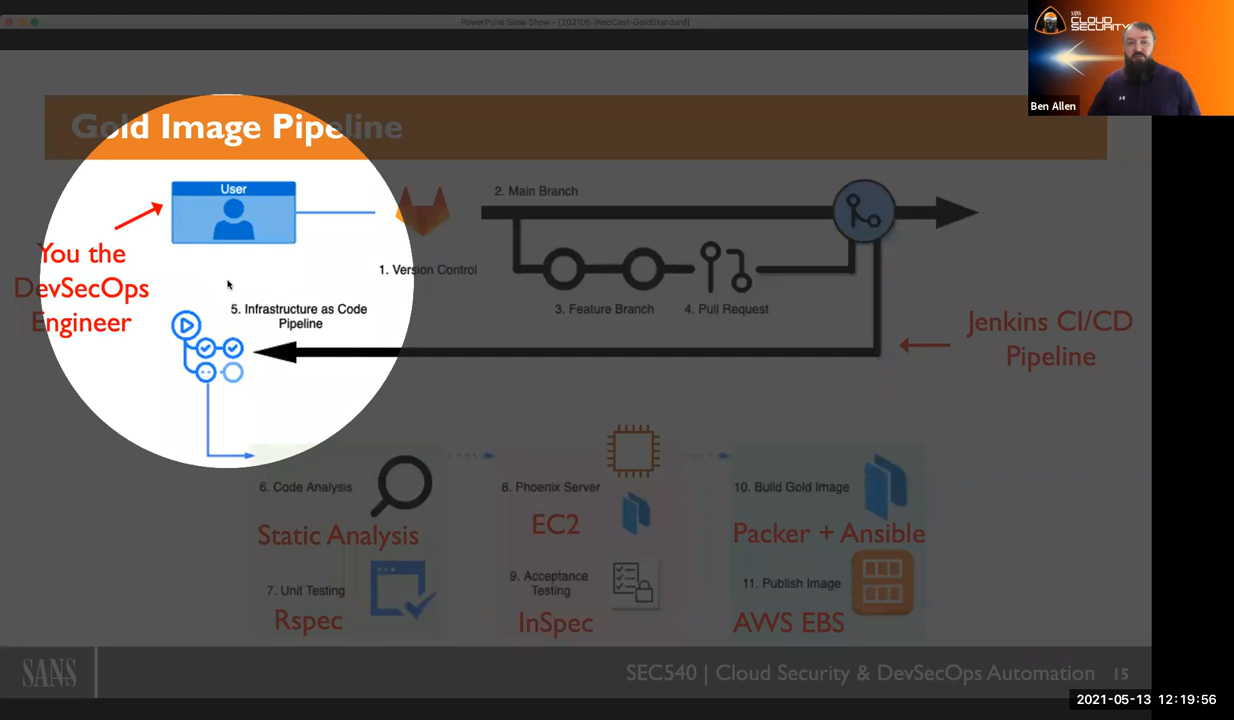 PowerPoint Slide Show - [202105-WebCast-GoldStandard]
SANS
CLOUD
SECURITY
Ben Allen
Gold Image Pipeline
User
2. Main Branch
You the
DevSecOps
Engineer
1. Version Control
3. Feature Branch
4. Pull Request
5. Infrastructure as Code
Pipeline
Jenkins CI/CD
Pipeline
6. Code Analysis
Static Analysis
7. Unit Testing
Rspec
8. Phoenix Server
EC2
9. Acceptance
Testing
InSpec
10. Build Gold Image
Packer + Ansible
11. Publish Image
AWS EBS
SANS
SEC540 | Cloud Security & DevSecOps Automation
15
2021-05-13 12:19:56